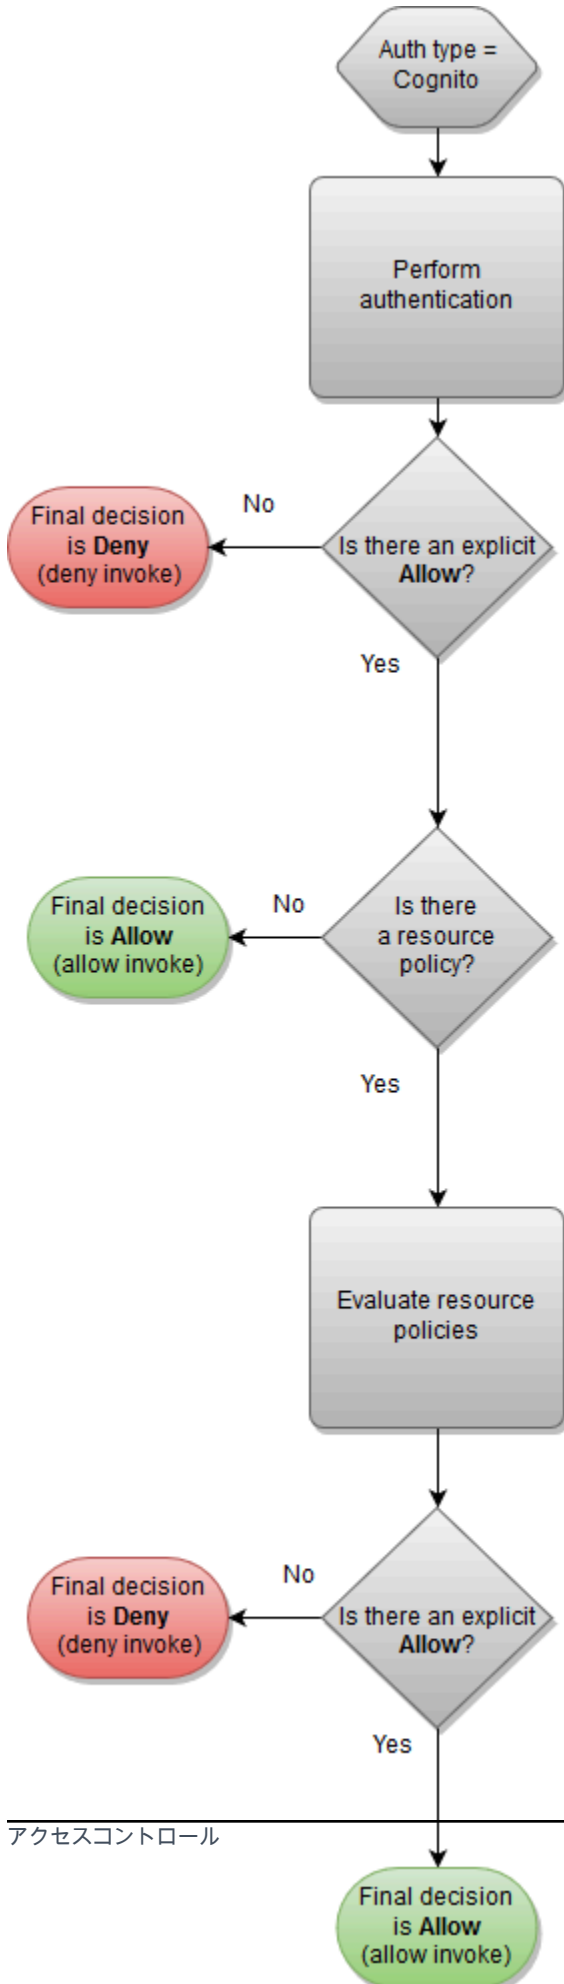 Auth type =
Cognito
Perform
authentication
Is there an explicit
Allow?
No
Final decision
is Deny
(deny invoke)
Yes
Is there
a resource
policy?
No
Final decision
is Allow
(allow invoke)
Yes
Evaluate resource
policies
Is there an explicit
Allow?
No
Final decision
is Deny
(deny invoke)
Yes
アクセスコントロール
Final decision
is Allow
(allow invoke)